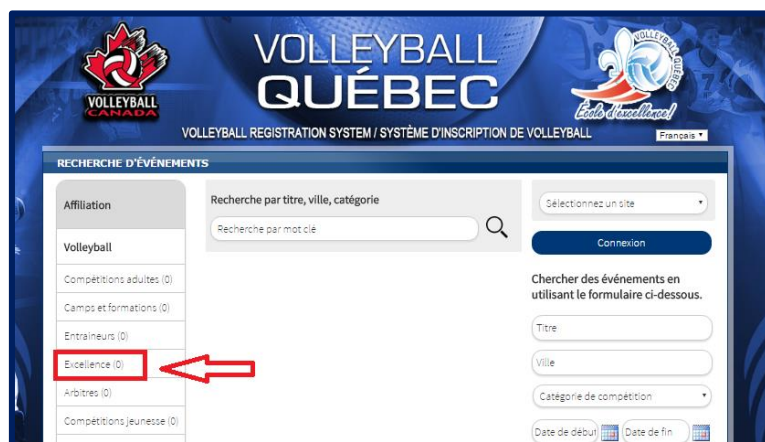 VOLLEYBALL
CANADA
VOLLEYBALL
QUÉBEC
VOLLEYBALL QUÉBEC
École d'excellence!
VOLLEYBALL REGISTRATION SYSTEM / SYSTÈME D'INSCRIPTION DE VOLLEYBALL
Français
RECHERCHE D'ÉVÉNEMENTS
Affiliation
Volleyball
Compétitions adultes (0)
Camps et formations (0)
Entraineurs (0)
Excellence (0)
Arbitres (0)
Compétitions jeunesse (0)
Recherche par titre, ville, catégorie
Recherche par mot clé
Sélectionnez un site
Connexion
Chercher des événements en
utilisant le formulaire ci-dessous.
Titre
Ville
Catégorie de compétition
Date de début Date de fin